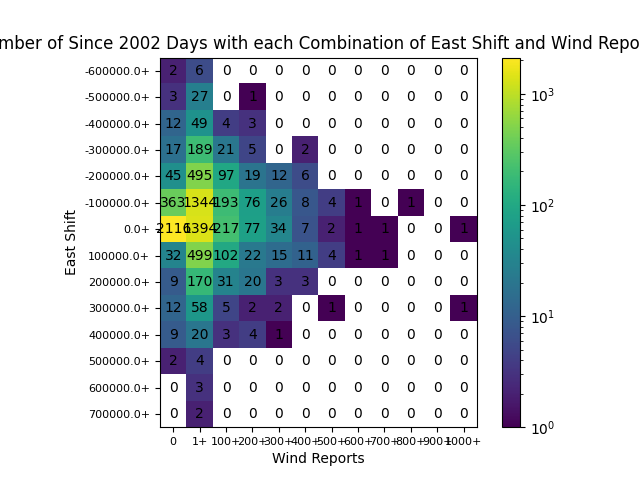 mber of Since 2002 Days with each Combination of East Shift and Wind Repo
-600000.0+ 2 6 0 0 0 0 0 0 0 0 0 0
-500000.0+ 3 27 0 1 0 0 0 0 0 0 0 0
-400000.0+ 12 49 4 3 0 0 0 0 0 0 0 0
-300000.0+ 17 189 21 5 0 2 0 0 0 0 0 0
-200000.0+ 45 495 97 19 12 6 0 0 0 0 0 0
-100000.0+ 363 1344 193 76 26 8 4 1 0 1 0 0
0.0+ 2116 1394 217 77 34 7 2 1 1 0 0 1
100000.0+ 32 499 102 22 15 11 4 1 1 0 0 0
200000.0+ 9 170 31 20 3 3 0 0 0 0 0 0
300000.0+ 12 58 5 2 2 0 1 0 0 0 0 1
400000.0+ 9 20 3 4 1 0 0 0 0 0 0 0
500000.0+ 2 4 0 0 0 0 0 0 0 0 0 0
600000.0+ 0 3 0 0 0 0 0 0 0 0 0 0
700000.0+ 0 2 0 0 0 0 0 0 0 0 0 0
0 1+ 100+ 200+ 300+ 400+ 500+ 600+ 700+ 800+ 900+ 1000+
Wind Reports
East Shift
10³
10²
10¹
10⁰